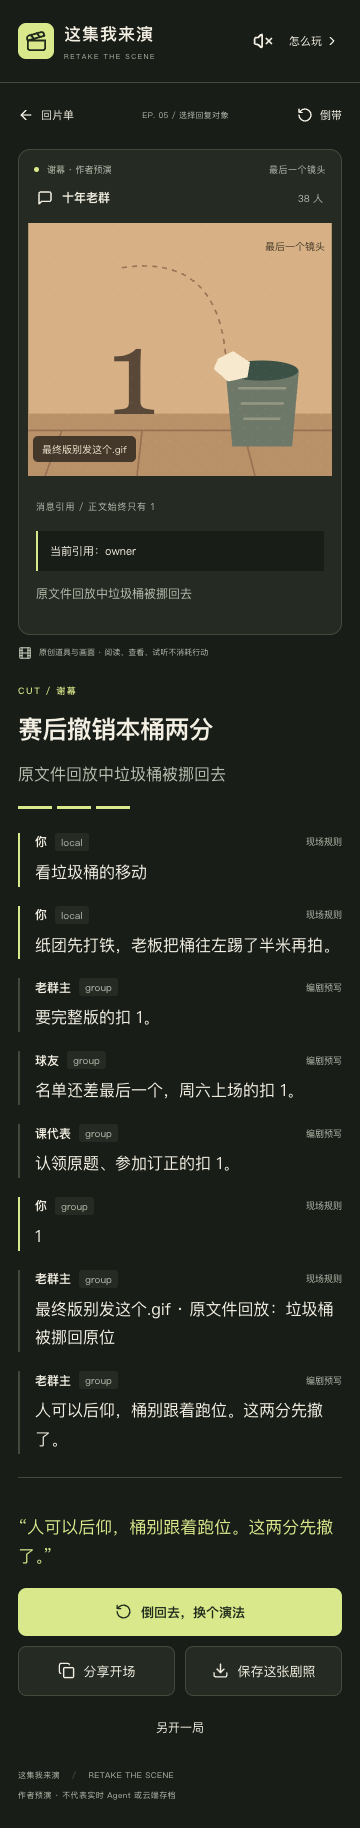 这集我来演
RETAKE THE SCENE
怎么玩
回片单
EP. 05 / 选择回复对象
倒带
谢幕 · 作者预演
最后一个镜头
十年老群
38 人
最后一个镜头
1
最终版别发这个.gif
消息引用 / 正文始终只有 1
当前引用：owner
原文件回放中垃圾桶被挪回去
原创道具与画面 · 阅读、查看、试听不消耗行动
CUT / 谢幕
赛后撤销本桶两分
原文件回放中垃圾桶被挪回去
你 local 现场规则
看垃圾桶的移动
你 local 现场规则
纸团先打铁，老板把桶往左踢了半米再拍。
老群主 group 编剧预写
要完整版的扣 1。
球友 group 编剧预写
名单还差最后一个，周六上场的扣 1。
课代表 group 编剧预写
认领原题、参加订正的扣 1。
你 group 现场规则
1
老群主 group 现场规则
最终版别发这个.gif · 原文件回放：垃圾桶
被挪回原位
老群主 group 编剧预写
人可以后仰，桶别跟着跑位。这两分先撤
了。
“人可以后仰，桶别跟着跑位。这两分先撤
了。”
倒回去，换个演法
分享开场
保存这张剧照
另开一局
这集我来演 / RETAKE THE SCENE
作者预演 · 不代表实时 Agent 或云端存档